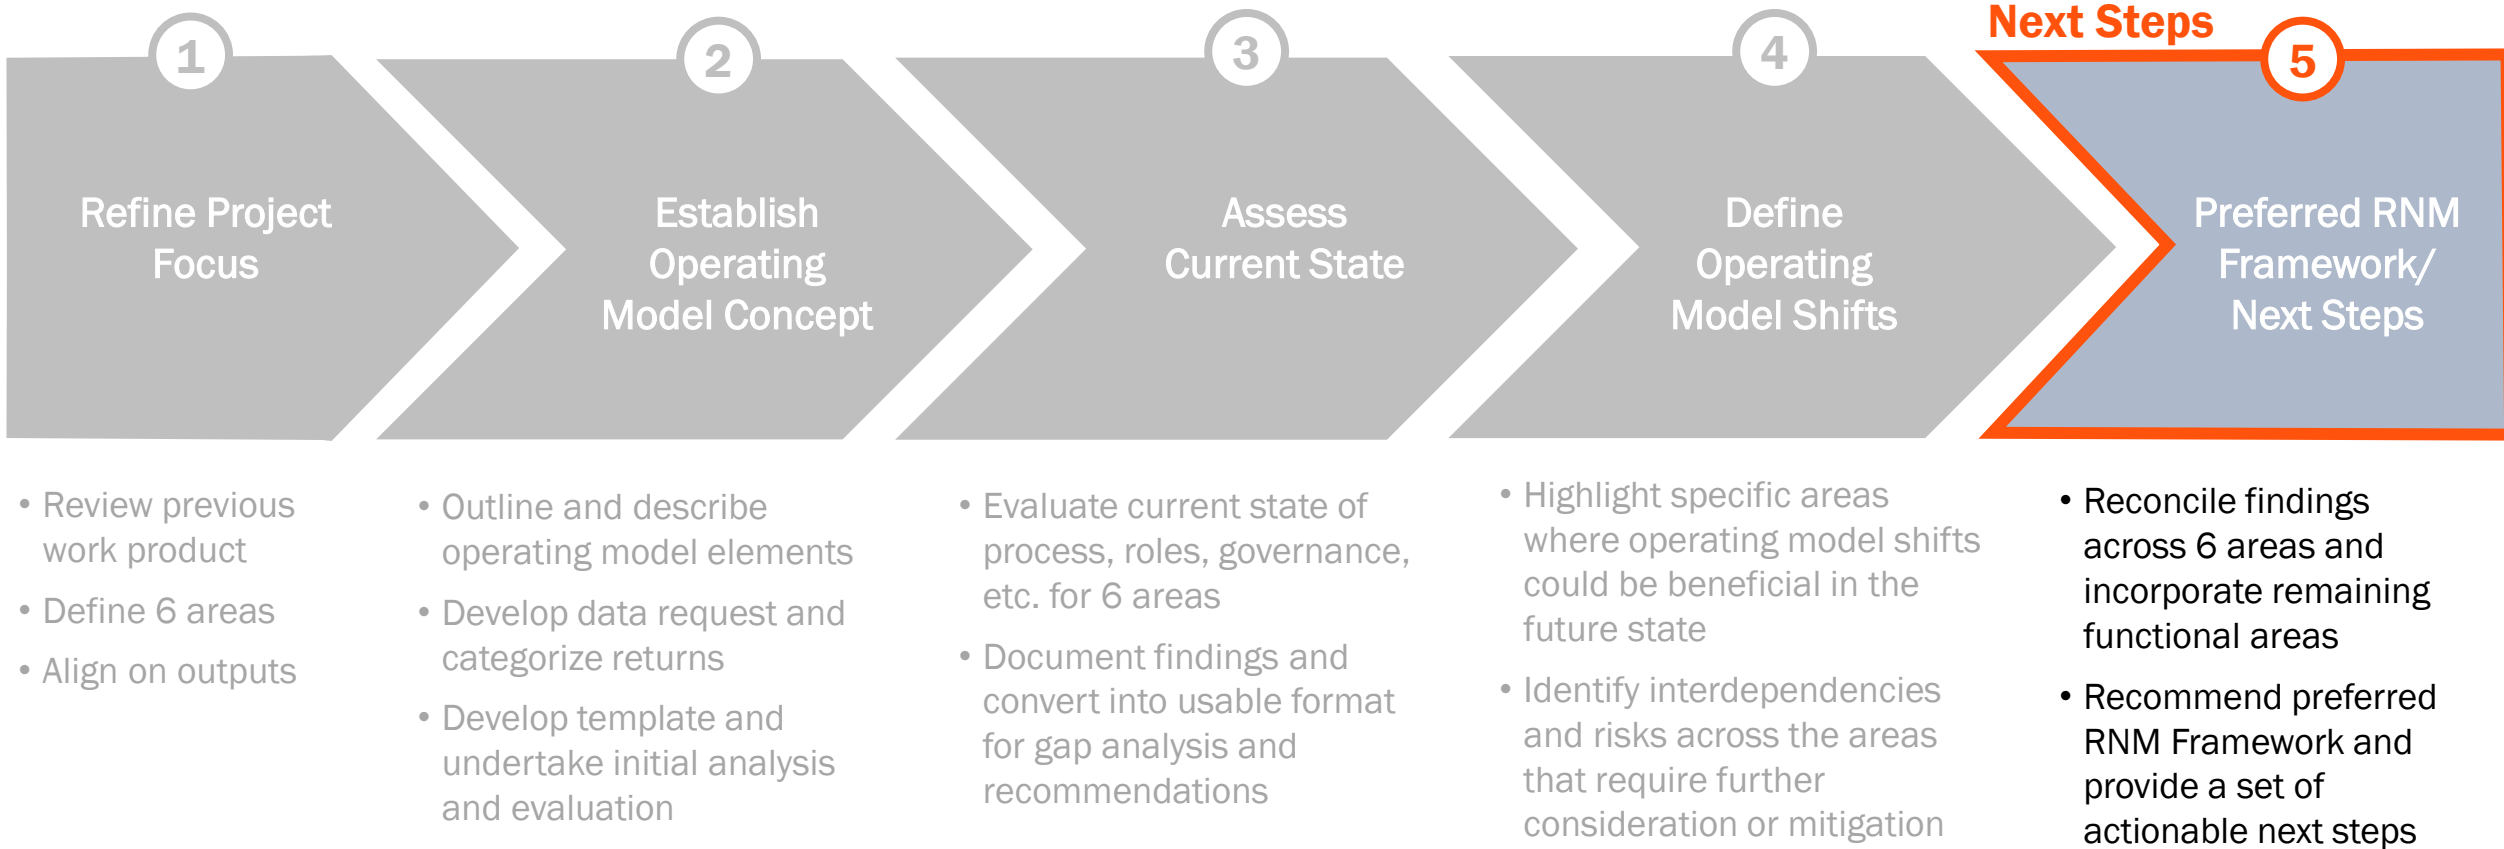 1
Refine Project
Focus
• Review previous
work product
• Define 6 areas
• Align on outputs
2
Establish
Operating
Model Concept
• Outline and describe
operating model elements
• Develop data request and
categorize returns
• Develop template and
undertake initial analysis
and evaluation
3
Assess
Current State
• Evaluate current state of
process, roles, governance,
etc. for 6 areas
• Document findings and
convert into usable format
for gap analysis and
recommendations
4
Define
Operating
Model Shifts
• Highlight specific areas
where operating model shifts
could be beneficial in the
future state
• Identify interdependencies
and risks across the areas
that require further
consideration or mitigation
Next Steps
5
Preferred RNM
Framework/
Next Steps
• Reconcile findings
across 6 areas and
incorporate remaining
functional areas
• Recommend preferred
RNM Framework and
provide a set of
actionable next steps